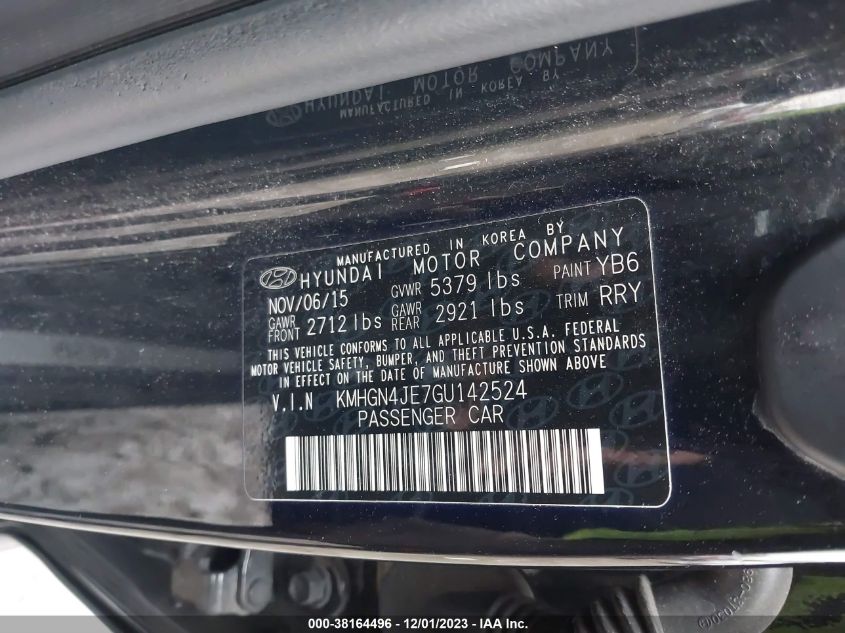 MANUFACTURED IN KOREA BY
HYUNDAI MOTOR COMPANY
NOV/06/15 GVWR 5379 lbs PAINT YB6
GAWR FRONT 2712 lbs GAWR REAR 2921 lbs TRIM RRY
THIS VEHICLE CONFORMS TO ALL APPLICABLE U.S.A. FEDERAL
MOTOR VEHICLE SAFETY, BUMPER, AND THEFT PREVENTION STANDARDS
IN EFFECT ON THE DATE OF MANUFACTURE SHOWN ABOVE
V.I.N KMHGN4JE7GU142524
PASSENGER CAR
000-38164496 - 12/01/2023 - IAA Inc.